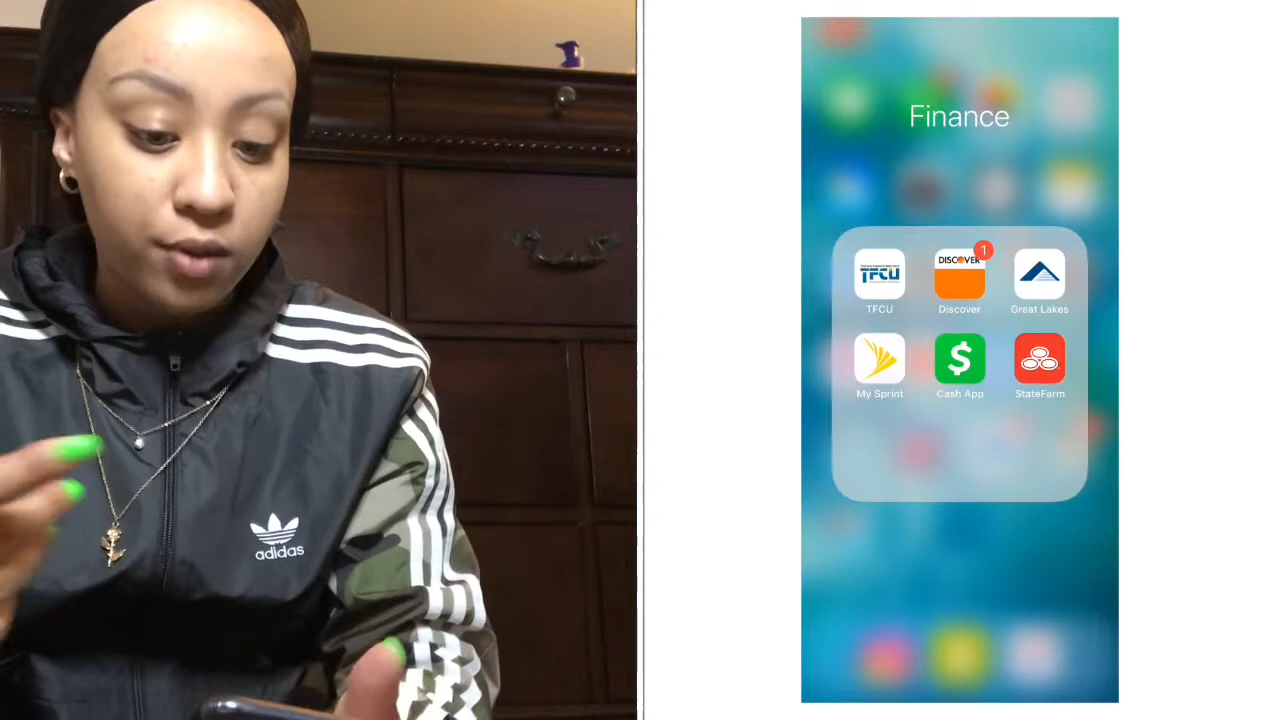 adidas
Finance
TFCU
DISCOVER
1
TFCU
Discover
Great Lakes
My Sprint
$
Cash App
StateFarm